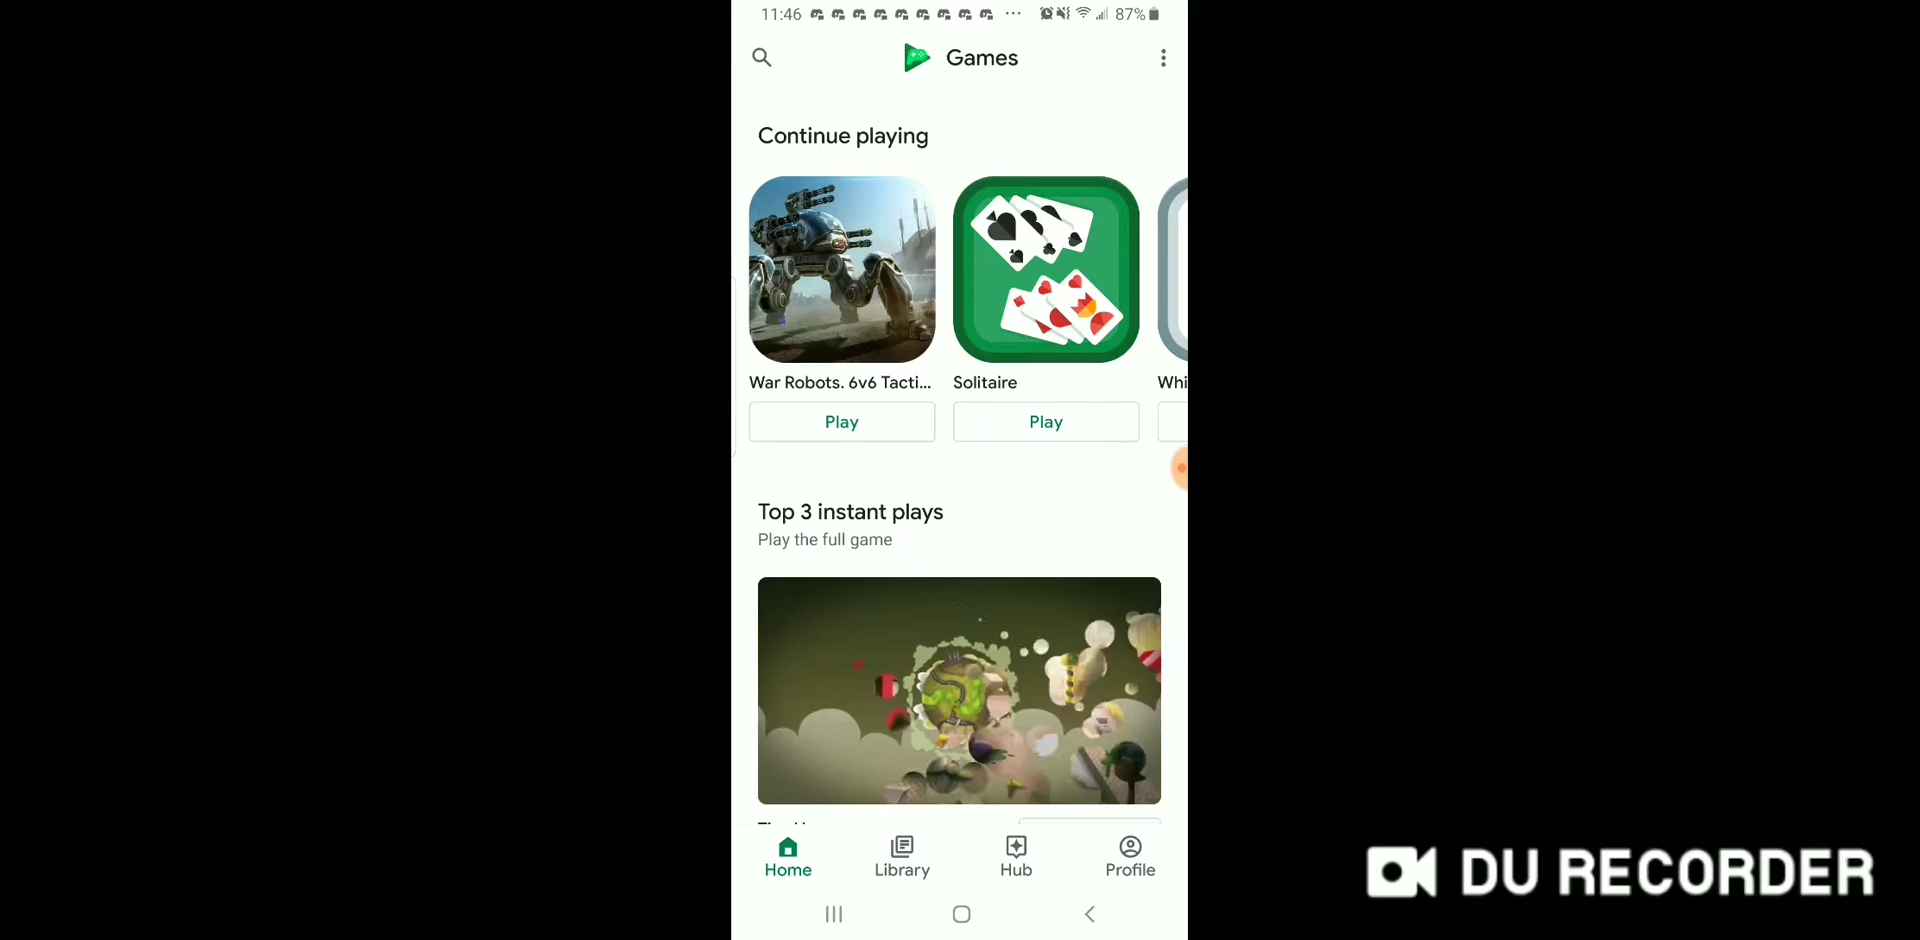 11:46
87%
Games
Continue playing
War Robots. 6v6 Tacti...
Solitaire
Whi
Play
Play
Top 3 instant plays
Play the full game
Home
Library
Hub
Profile
DU RECORDER